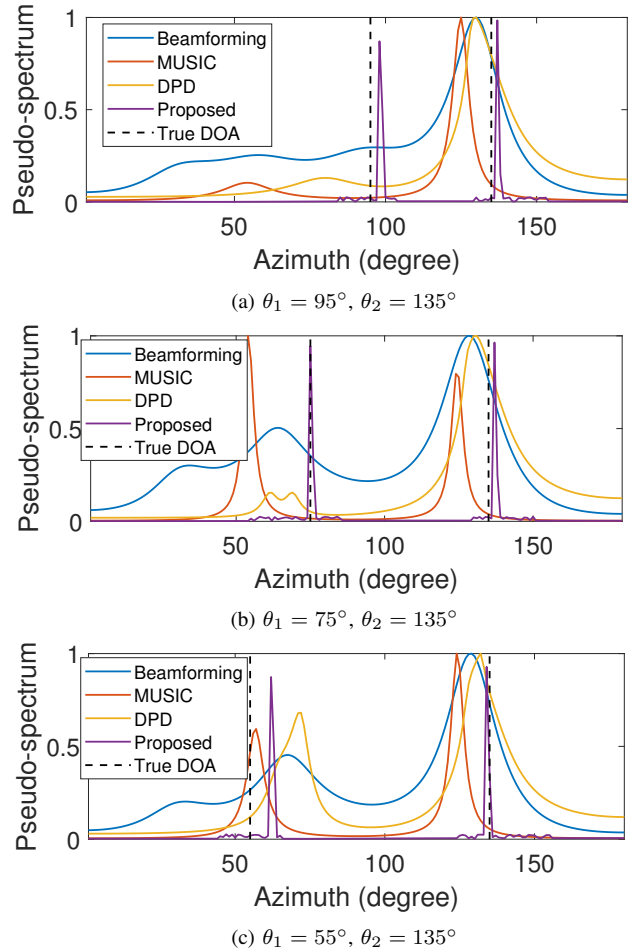 Pseudo-spectrum
1
0.5
0
Beamforming
MUSIC
DPD
Proposed
True DOA
50
100
150
Azimuth (degree)
(a) θ₁ = 95°, θ₂ = 135°
Pseudo-spectrum
1
0.5
0
Beamforming
MUSIC
DPD
Proposed
True DOA
50
100
150
Azimuth (degree)
(b) θ₁ = 75°, θ₂ = 135°
Pseudo-spectrum
1
0.5
0
Beamforming
MUSIC
DPD
Proposed
True DOA
50
100
150
Azimuth (degree)
(c) θ₁ = 55°, θ₂ = 135°